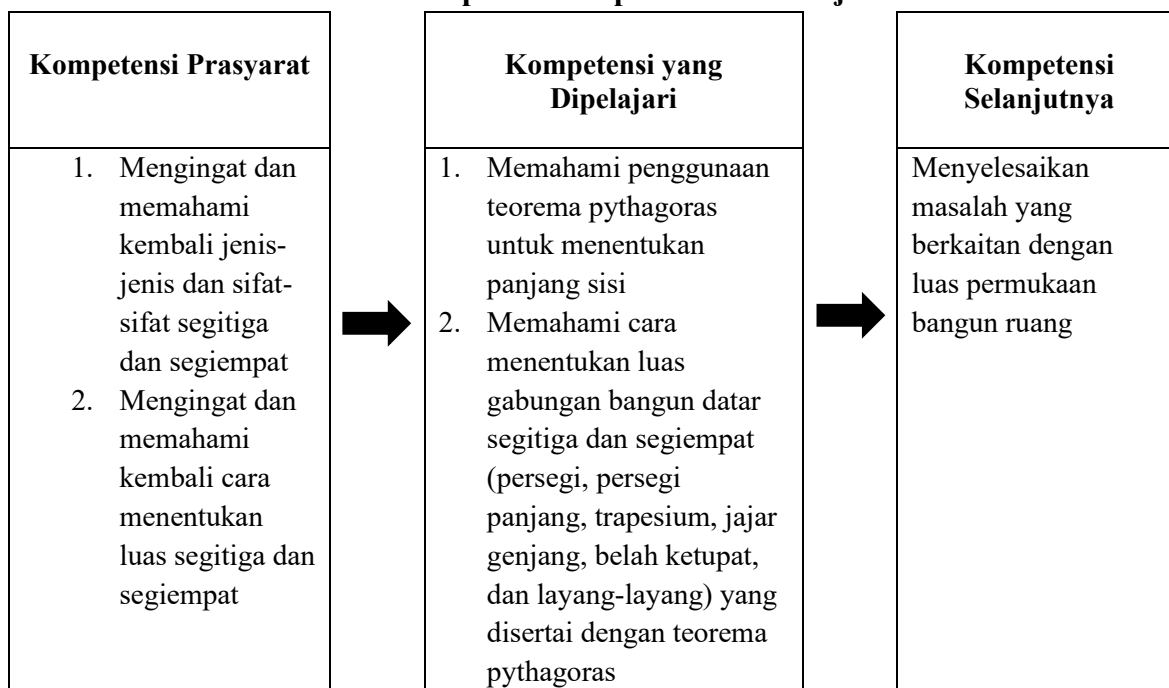 Kompetensi Prasyarat
1. Mengingat dan
memahami
kembali jenis-
jenis dan sifat-
sifat segitiga
dan segiempat
2. Mengingat dan
memahami
kembali cara
menentukan
luas segitiga dan
segiempat
Kompetensi yang
Dipelajari
1. Memahami penggunaan
teorema pythagoras
untuk menentukan
panjang sisi
2. Memahami cara
menentukan luas
gabungan bangun datar
segitiga dan segiempat
(persegi, persegi
panjang, trapesium, jajar
genjang, belah ketupat,
dan layang-layang) yang
disertai dengan teorema
pythagoras
Kompetensi
Selanjutnya
Menyelesaikan
masalah yang
berkaitan dengan
luas permukaan
bangun ruang